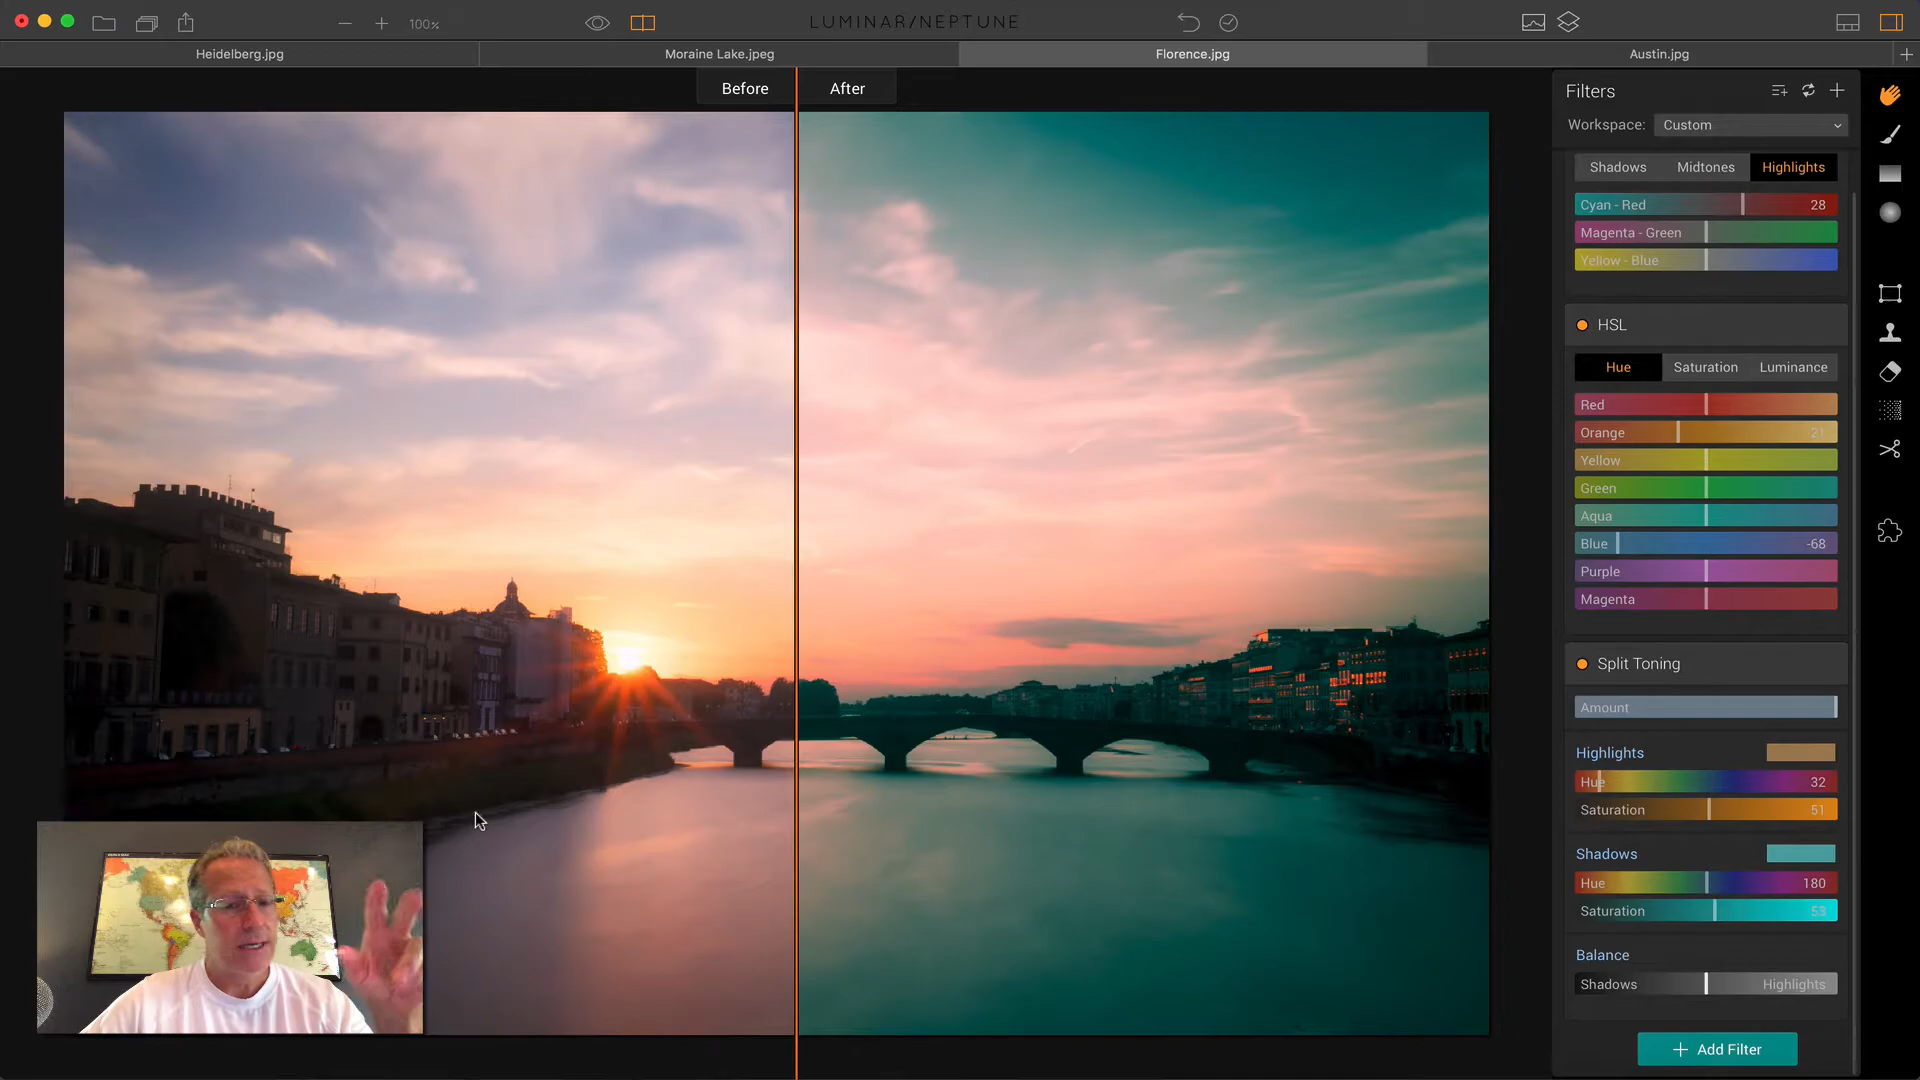 100%
LUMINAR/NEPTUNE
Heidelberg.jpg
Moraine Lake.jpeg
Florence.jpg
Austin.jpg
Before
After
Filters
Workspace: Custom
Shadows Midtones Highlights
Cyan - Red 28
Magenta - Green
Yellow - Blue
HSL
Hue Saturation Luminance
Red
Orange 21
Yellow
Green
Aqua
Blue -68
Purple
Magenta
Split Toning
Amount
Highlights
Hue 32
Saturation 51
Shadows
Hue 180
Saturation 53
Balance
Shadows Highlights
Add Filter